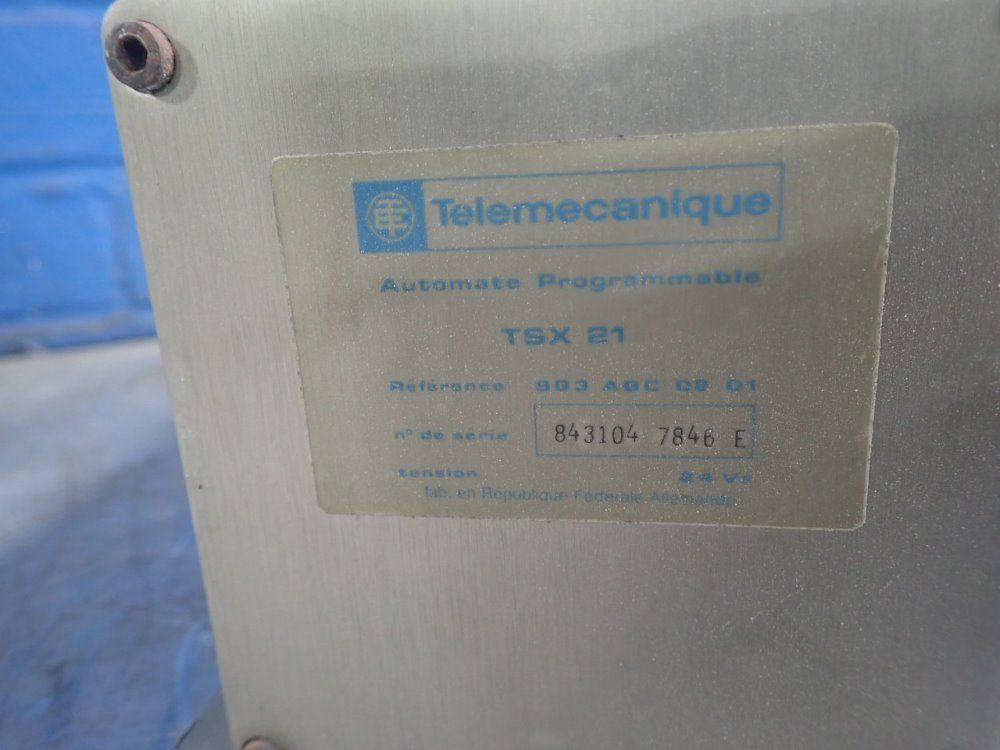 Telemecanique
Automate Programmable
TSX 21
Référence
n° de série 843104 7846 E
tension 24 V=
fab. en République Fédérale Allemande